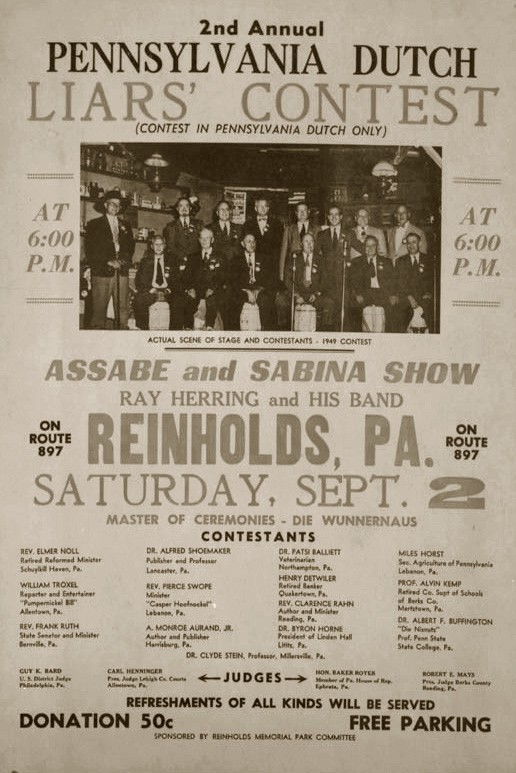 2nd Annual
PENNSYLVANIA DUTCH
LIARS' CONTEST
(CONTEST IN PENNSYLVANIA DUTCH ONLY)
AT
6:00
P.M.
AT
6:00
P.M.
ACTUAL SCENE OF STAGE AND CONTESTANTS - 1949 CONTEST
ASSABE and SABINA SHOW
RAY HERRING and HIS BAND
ON
ROUTE
897
REINHOLDS, PA.
ON
ROUTE
897
SATURDAY, SEPT. 2
MASTER OF CEREMONIES - DIE WUNNERNAUS
CONTESTANTS
REV. ELMER NOLL
Retired Reformed Minister
Schuylkill Haven, Pa.
WILLIAM TROXEL
Reporter and Entertainer
"Pumpernickel Bill"
Allentown, Pa.
REV. FRANK RUTH
State Senator and Minister
Bernville, Pa.
DR. ALFRED SHOEMAKER
Publisher and Professor
Lancaster, Pa.
REV. PIERCE SWOPE
Minister
"Casper Hoofnockel"
Lebanon, Pa.
A. MONROE AURAND, JR.
Author and Publisher
Harrisburg, Pa.
DR. PATSI BALLIETT
Veterinarian
Northampton, Pa.
HENRY DETWILER
Retired Banker
Quakertown, Pa.
REV. CLARENCE RAHN
Author and Minister
Reading, Pa.
DR. BYRON HORNE
President of Linden Hall
Lititz, Pa.
MILES HORST
Sec. Agriculture of Pennsylvania
Lebanon, Pa.
PROF. ALVIN KEMP
Retired Co. Supt of Schools
of Berks Co.
Mertztown, Pa.
DR. ALBERT F. BUFFINGTON
"Die Nixnuts"
Prof. Penn State
State College, Pa.
DR. CLYDE STEIN, Professor, Millersville, Pa.
GUY K. BARD
U. S. District Judge
Philadelphia, Pa.
CARL HENNINGER
Pres. Judge Lehigh Co. Courts
Allentown, Pa.
JUDGES
HON. BAKER ROYER
Member of Pa. House of Rep.
Ephrata, Pa.
ROBERT E. MAYS
Pres. Judge Berks County
Reading, Pa.
REFRESHMENTS OF ALL KINDS WILL BE SERVED
DONATION 50c
FREE PARKING
SPONSORED BY REINHOLDS MEMORIAL PARK COMMITTEE